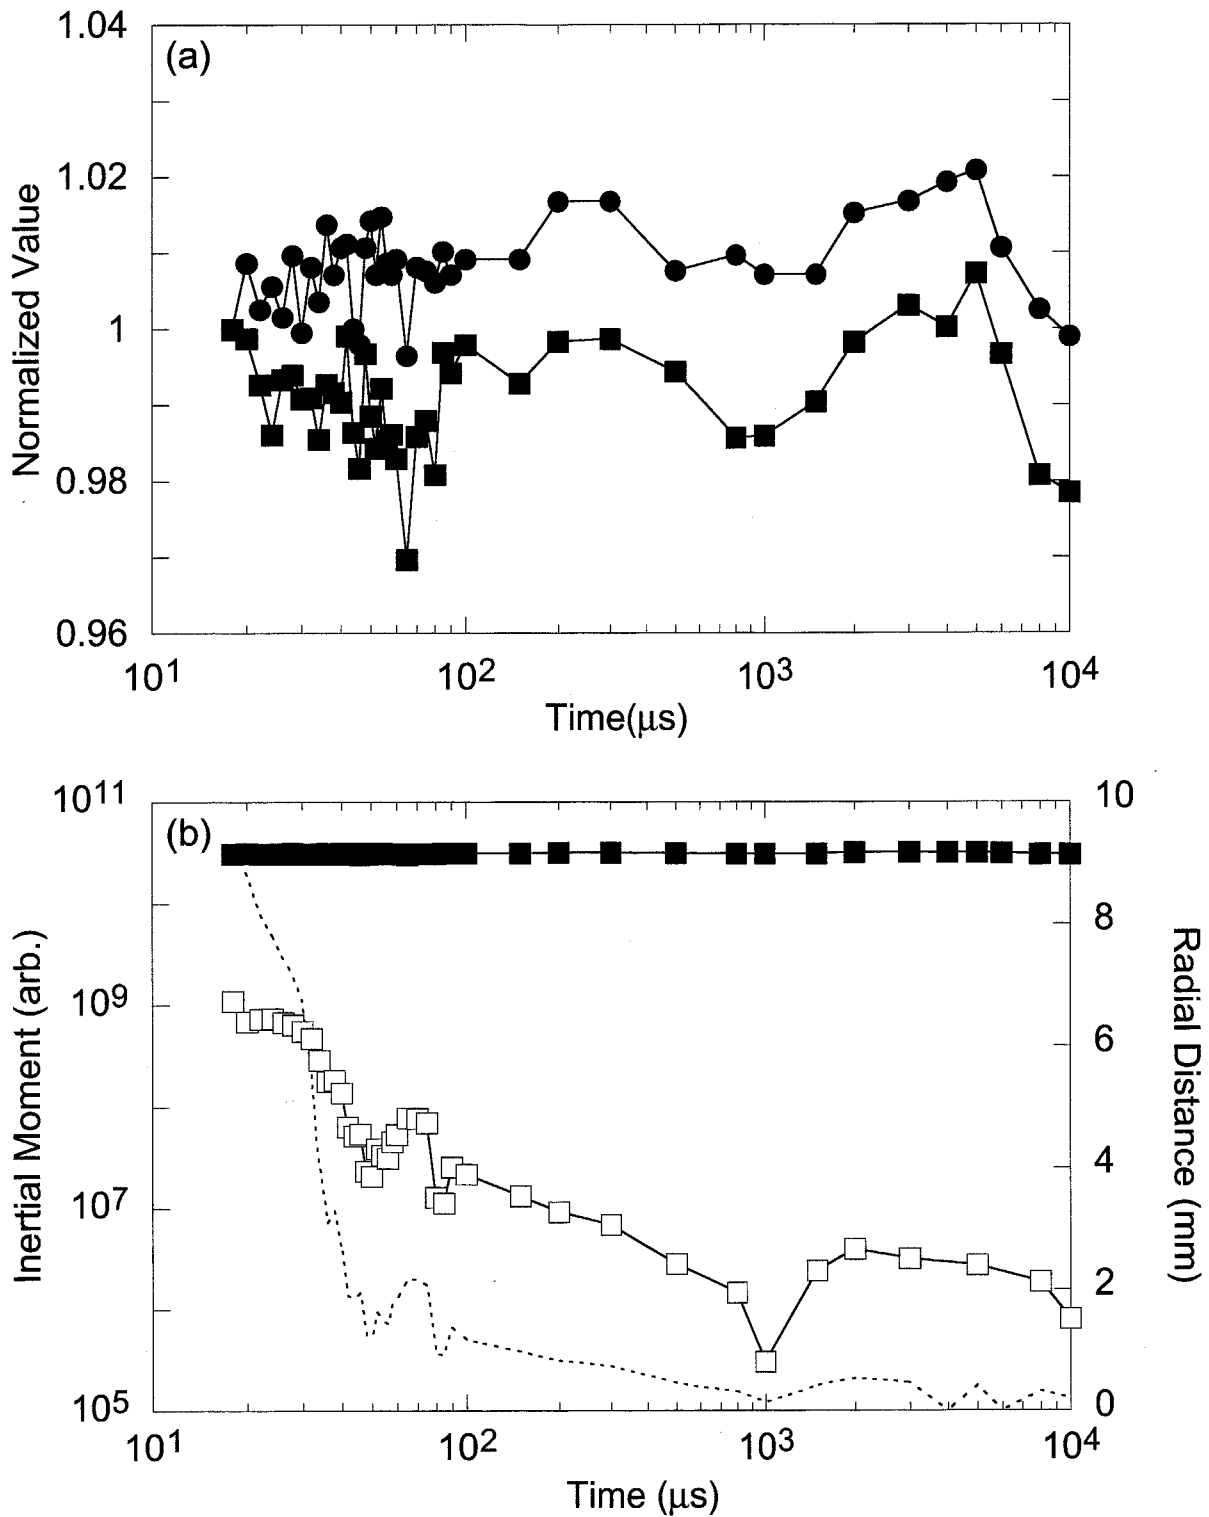 1.04
(a)
1.02
1
0.98
0.96
Normalized Value
10¹ 10² 10³ 10⁴
Time(μs)
10¹¹ 10
(b)
8
10⁹
6
4
10⁷
2
10⁵ 0
Inertial Moment (arb.)
Radial Distance (mm)
10¹ 10² 10³ 10⁴
Time (μs)